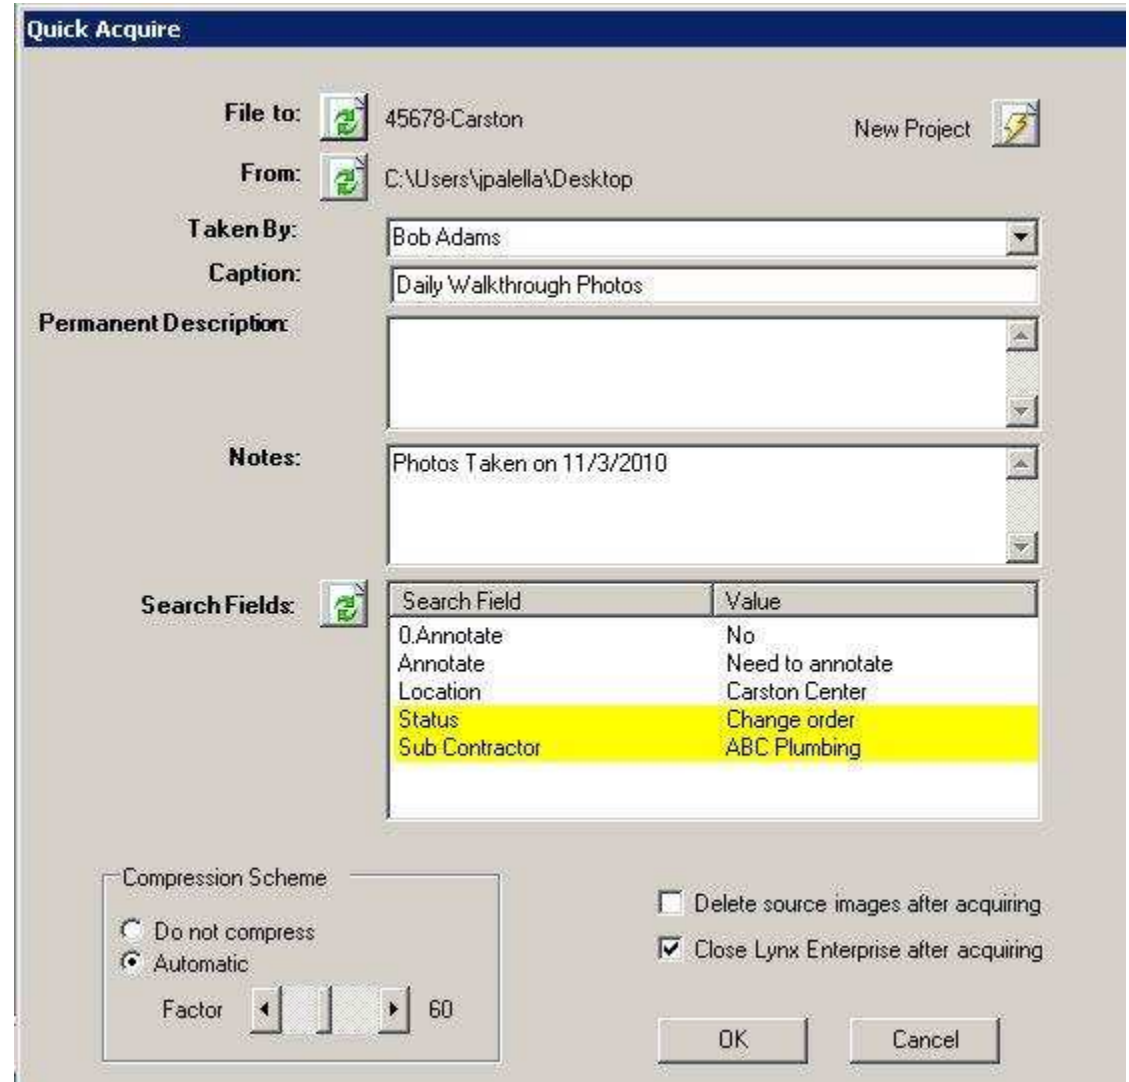 Quick Acquire
File to: 45678-Carston New Project
From: C:\Users\jpalella\Desktop
Taken By: Bob Adams
Caption: Daily Walkthrough Photos
Permanent Description:
Notes: Photos Taken on 11/3/2010
Search Fields: Search Field Value
0.Annotate No
Annotate Need to annotate
Location Carston Center
Status Change order
Sub Contractor ABC Plumbing
Compression Scheme
Do not compress
Automatic
Factor 60
Delete source images after acquiring
Close Lynx Enterprise after acquiring
OK Cancel